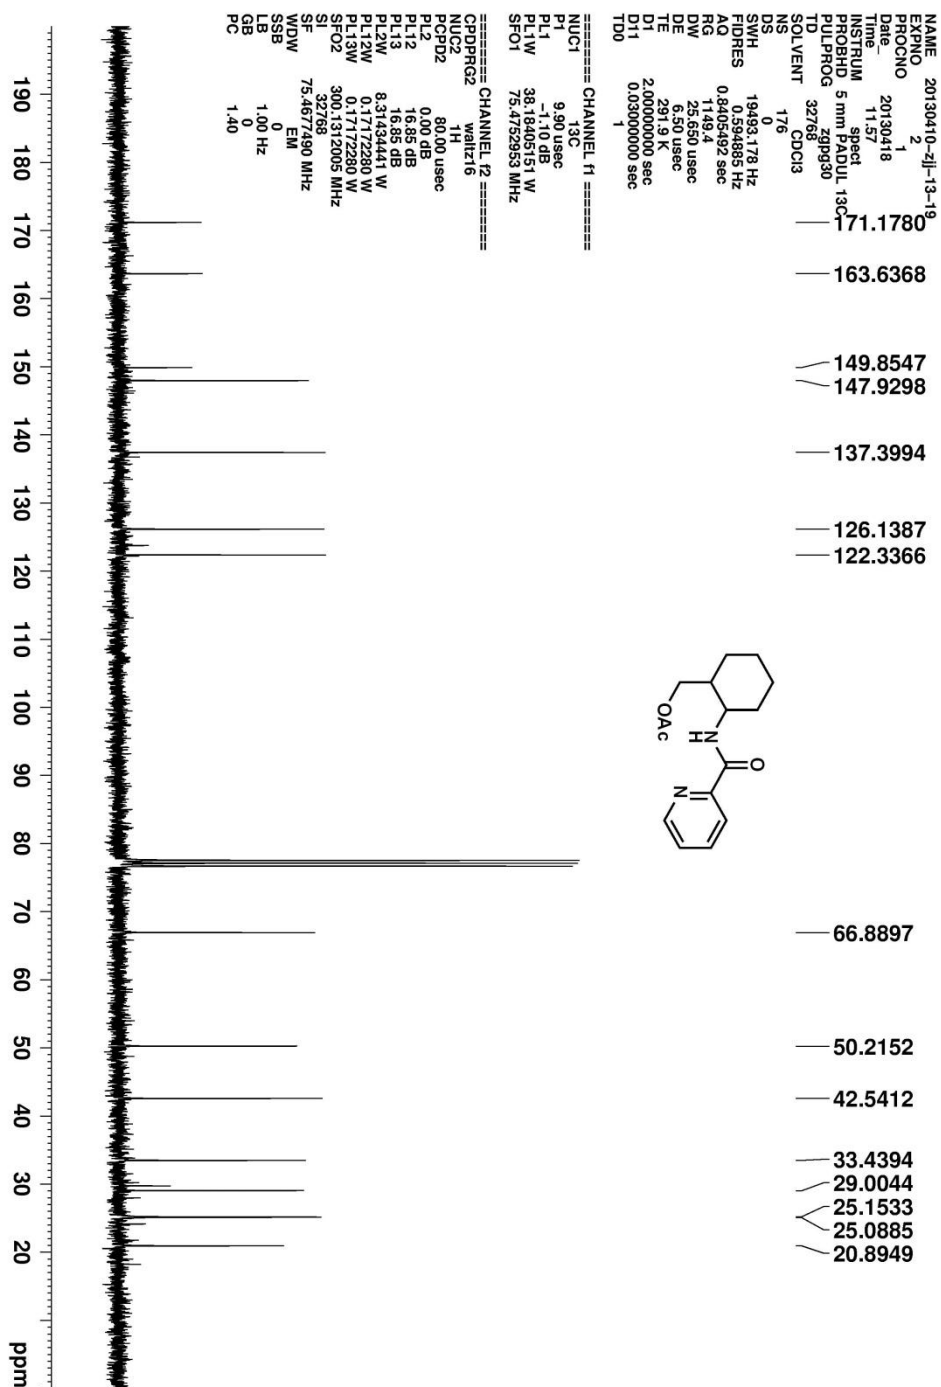 NAME 20130410-zjj-13-19
EXPNO 2
PROCNO 1
Date_ 20130418
Time 11.57
INSTRUM spect
PROBHD 5 mm PADUL 13C
PULPROG zgpg30
TD 32768
SOLVENT CDCl3
NS 176
DS 0
SWH 19493.178 Hz
FIDRES 0.594885 Hz
AQ 0.8405492 sec
RG 1149.4
DW 25.650 usec
DE 6.50 usec
TE 291.9 K
D1 2.00000000 sec
D11 0.03000000 sec
TD0 1
======== CHANNEL f1 ========
NUC1 13C
P1 9.90 usec
PL1 -1.10 dB
PL1W 38.18405151 W
SFO1 75.4752953 MHz
======== CHANNEL f2 ========
CPDPRG2 waltz16
NUC2 1H
PCPD2 80.00 usec
PL2 0.00 dB
PL12 16.85 dB
PL13 16.85 dB
PL2W 8.31434441 W
PL12W 0.17172280 W
PL13W 0.17172280 W
SFO2 300.1312005 MHz
SI 32768
SF 75.4677490 MHz
WDW EM
SSB 0
LB 1.00 Hz
GB 0
PC 1.40
171.1780
163.6368
149.8547
147.9298
137.3994
126.1387
122.3366
66.8897
50.2152
42.5412
33.4394
29.0044
25.1533
25.0885
20.8949
O
N
H
N
OAc
190 180 170 160 150 140 130 120 110 100 90 80 70 60 50 40 30 20 ppm